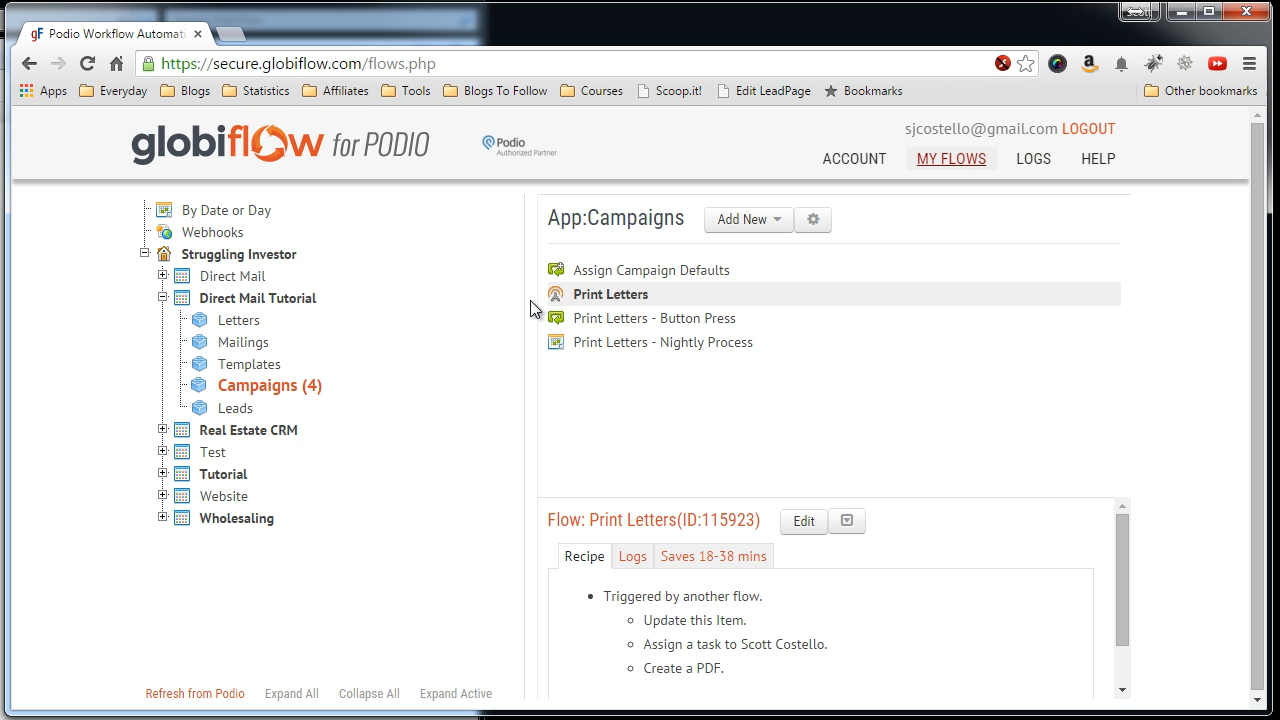 gF Podio Workflow Automati
https://secure.globiflow.com/flows.php
Apps Everyday Blogs Statistics Affiliates Tools Blogs To Follow Courses Scoop.it! Edit LeadPage Bookmarks Other bookmarks
sjcostello@gmail.com LOGOUT
globiflow for PODIO
Podio
Authorized Partner
ACCOUNT MY FLOWS LOGS HELP
By Date or Day
Webhooks
Struggling Investor
Direct Mail
Direct Mail Tutorial
Letters
Mailings
Templates
Campaigns (4)
Leads
Real Estate CRM
Test
Tutorial
Website
Wholesaling
Refresh from Podio Expand All Collapse All Expand Active
App:Campaigns Add New
Assign Campaign Defaults
Print Letters
Print Letters - Button Press
Print Letters - Nightly Process
Flow: Print Letters(ID:115923) Edit
Recipe Logs Saves 18-38 mins
Triggered by another flow.
Update this Item.
Assign a task to Scott Costello.
Create a PDF.